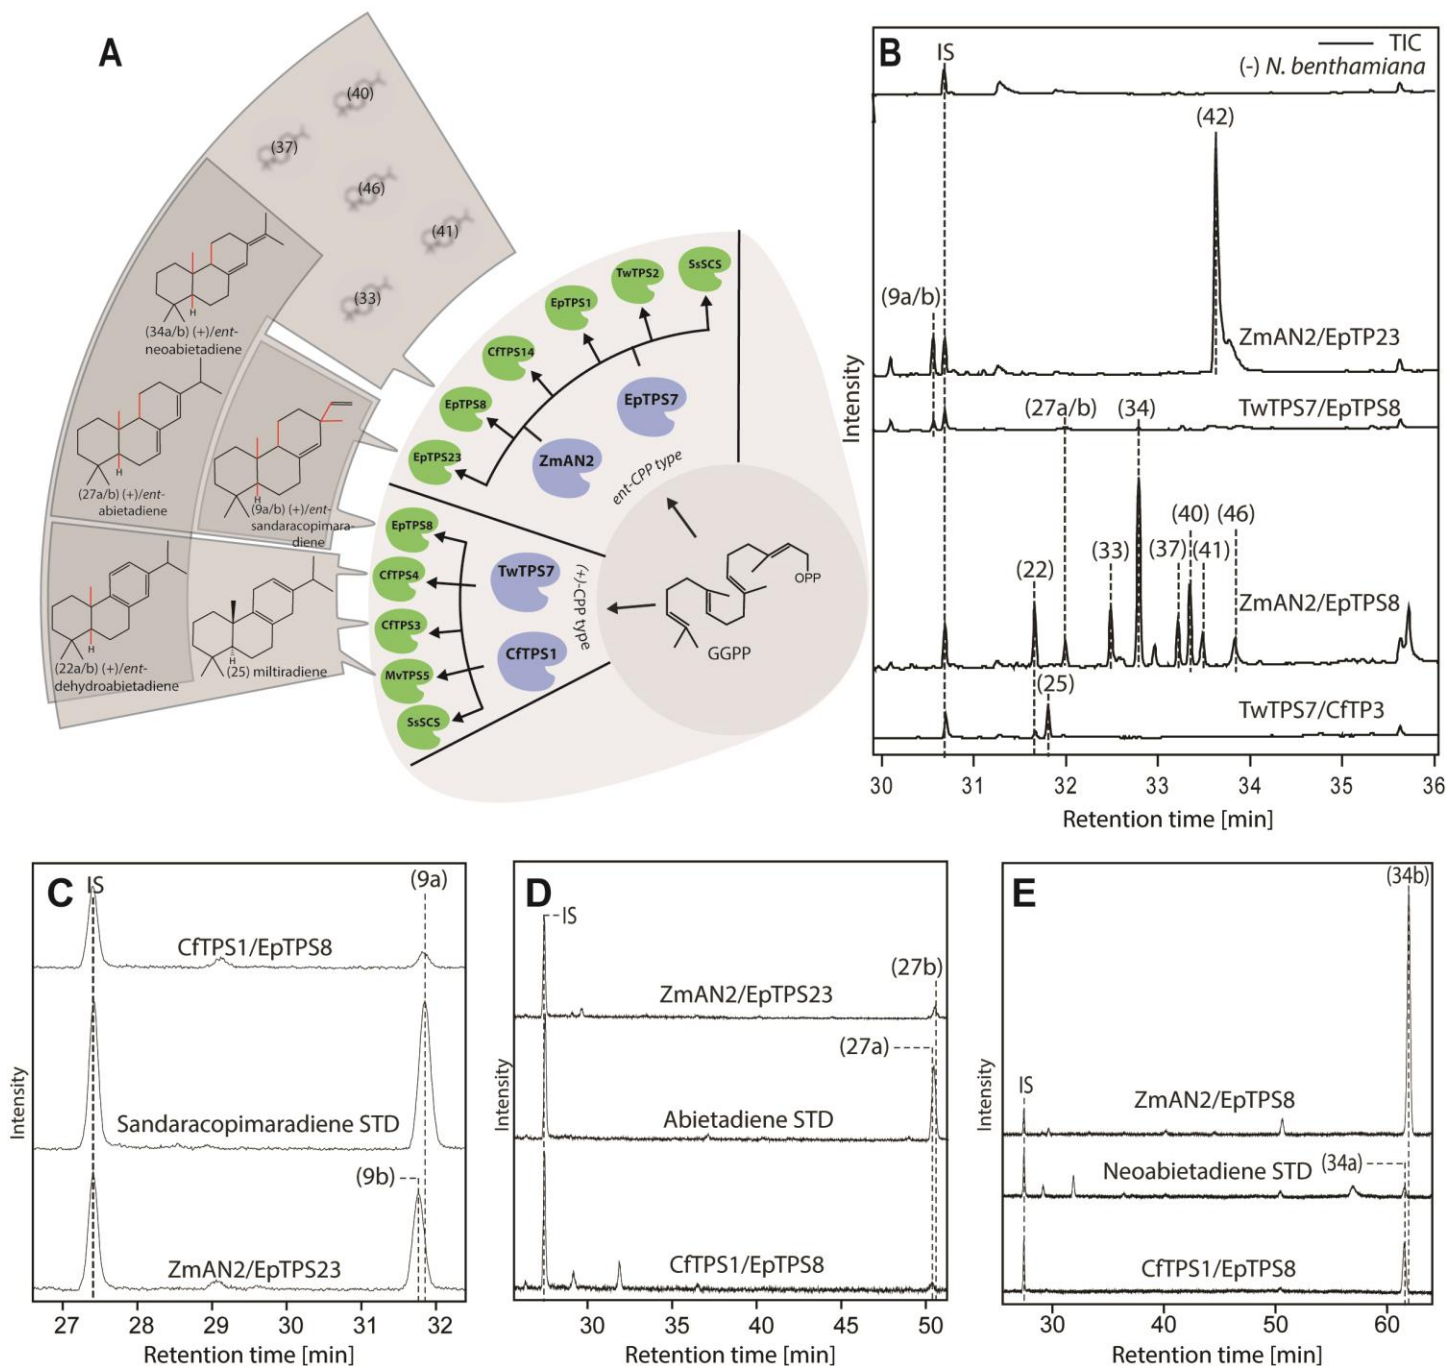 A
(40)
(37)
(46)
(41)
(33)
(34a/b) (+)/ent-
neoabietadiene
(27a/b) (+)/ent-
abietadiene
H
(9a/b) (+)/ent-
sandaracopimara-
diene
H
(22a/b) (+)/ent-
dehydroabietadiene
H
(25) miltiradiene
H
H
SsSCS
TwTPS2
EpTPS1
CfTPS14
EpTPS8
EpTPS23
EpTPS7
ZmAN2
ent-CPP type
EpTPS8
CfTPS4
CfTPS3
MvTPS5
SsSCS
TwTPS7
CfTPS1
(+)-CPP type
OPP
GGPP
B
IS
TIC
(-) N. benthamiana
(42)
(9a/b)
ZmAN2/EpTP23
(27a/b)
(34)
TwTPS7/EpTPS8
(22)
(33)
(37)
(40)
(41)
(46)
ZmAN2/EpTPS8
(25)
TwTPS7/CfTP3
Intensity
30 31 32 33 34 35 36
Retention time [min]
C
IS
(9a)
CfTPS1/EpTPS8
Sandaracopimaradiene STD
(9b)
ZmAN2/EpTPS23
Intensity
27 28 29 30 31 32
Retention time [min]
D
IS
(27b)
ZmAN2/EpTPS23
(27a)
Abietadiene STD
CfTPS1/EpTPS8
Intensity
30 35 40 45 50
Retention time [min]
E
(34b)
IS
ZmAN2/EpTPS8
(34a)
Neoabietadiene STD
CfTPS1/EpTPS8
Intensity
30 40 50 60
Retention time [min]